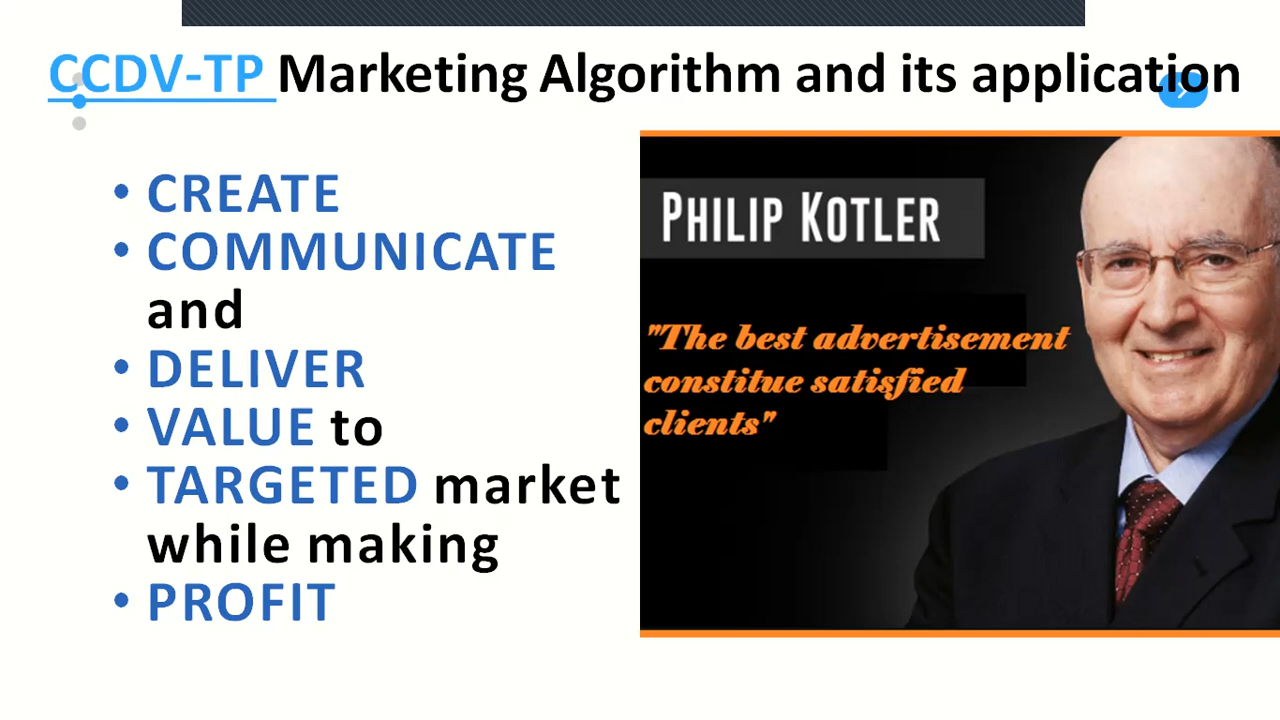 CCDV-TP Marketing Algorithm and its application
• CREATE
• COMMUNICATE
and
• DELIVER
• VALUE to
• TARGETED market
while making
• PROFIT
PHILIP KOTLER
"The best advertisement
constitue satisfied
clients"